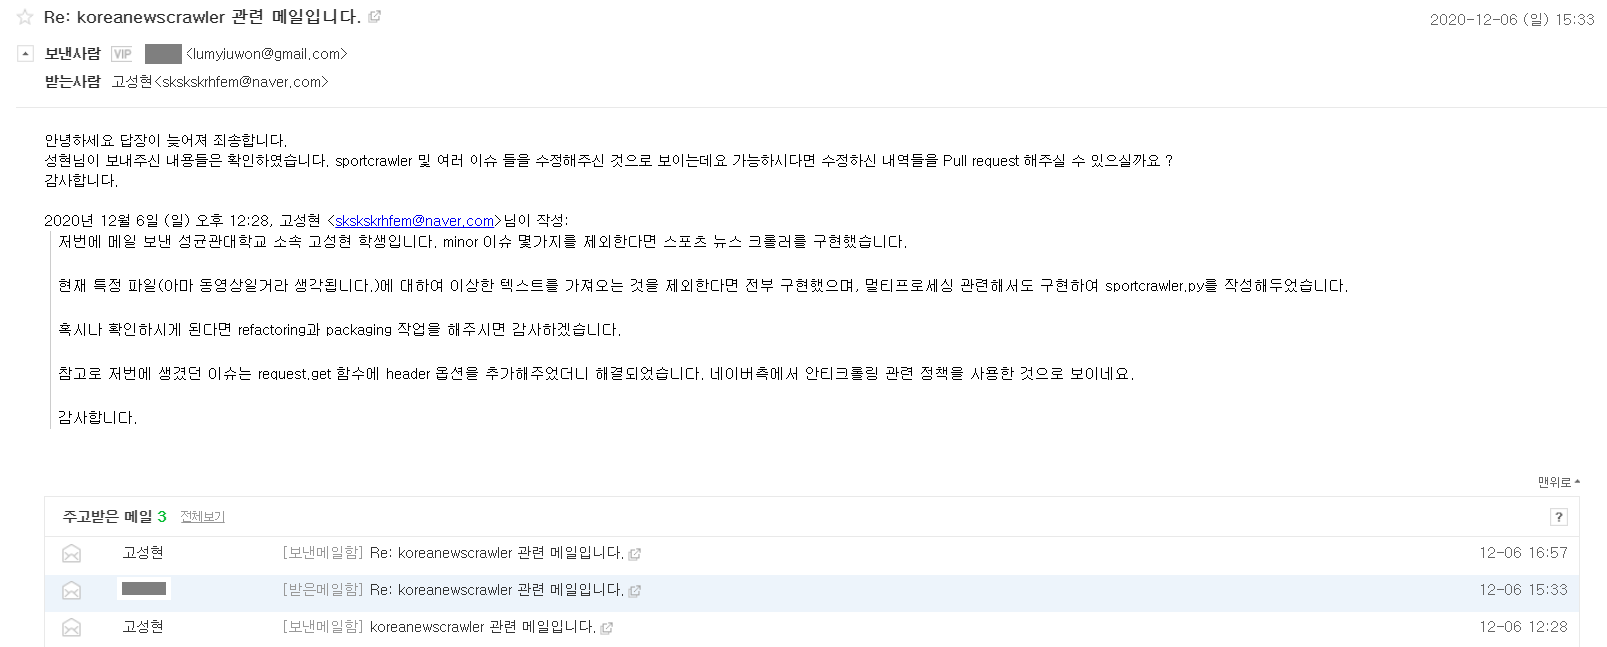 Re: koreanewscrawler 관련 메일입니다.
2020-12-06 (일) 15:33
보낸사람 VIP <lumyjuwon@gmail.com>
받는사람 고성현<sksksk​rhfem@naver.com>
안녕하세요 답장이 늦어져 죄송합니다.
성현님이 보내주신 내용들은 확인하였습니다. sportcrawler 및 여러 이슈 들을 수정해주신 것으로 보이는데요 가능하시다면 수정하신 내역들을 Pull request 해주실 수 있으실까요 ?
감사합니다.
2020년 12월 6일 (일) 오후 12:28, 고성현 <sksksk​rhfem@naver.com>님이 작성:
저번에 메일 보낸 성균관대학교 소속 고성현 학생입니다. minor 이슈 몇가지를 제외한다면 스포츠 뉴스 크롤러를 구현했습니다.
현재 특정 파일(아마 동영상일거라 생각됩니다.)에 대하여 이상한 텍스트를 가져오는 것을 제외한다면 전부 구현했으며, 멀티프로세싱 관련해서도 구현하여 sportcrawler.py를 작성해두었습니다.
혹시나 확인하시게 된다면 refactoring과 packaging 작업을 해주시면 감사하겠습니다.
참고로 저번에 생겼던 이슈는 request.get 함수에 header 옵션을 추가해주었더니 해결되었습니다. 네이버측에서 안티크롤링 관련 정책을 사용한 것으로 보이네요.
감사합니다.
맨위로
주고받은 메일 3 전체보기 ?
고성현 [보낸메일함] Re: koreanewscrawler 관련 메일입니다. 12-06 16:57
[받은메일함] Re: koreanewscrawler 관련 메일입니다. 12-06 15:33
고성현 [보낸메일함] koreanewscrawler 관련 메일입니다. 12-06 12:28